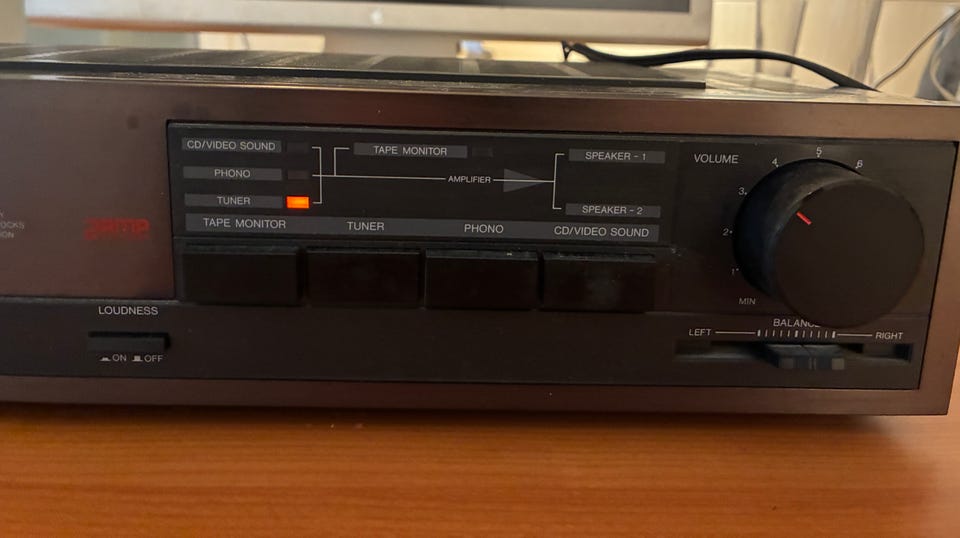 CD/VIDEO SOUND
PHONO
TUNER
TAPE MONITOR
AMPLIFIER
SPEAKER - 1
SPEAKER - 2
TAPE MONITOR TUNER PHONO CD/VIDEO SOUND
VOLUME
MIN 1 2 3 4 5 6
LEFT BALANCE RIGHT
LOUDNESS
ON OFF